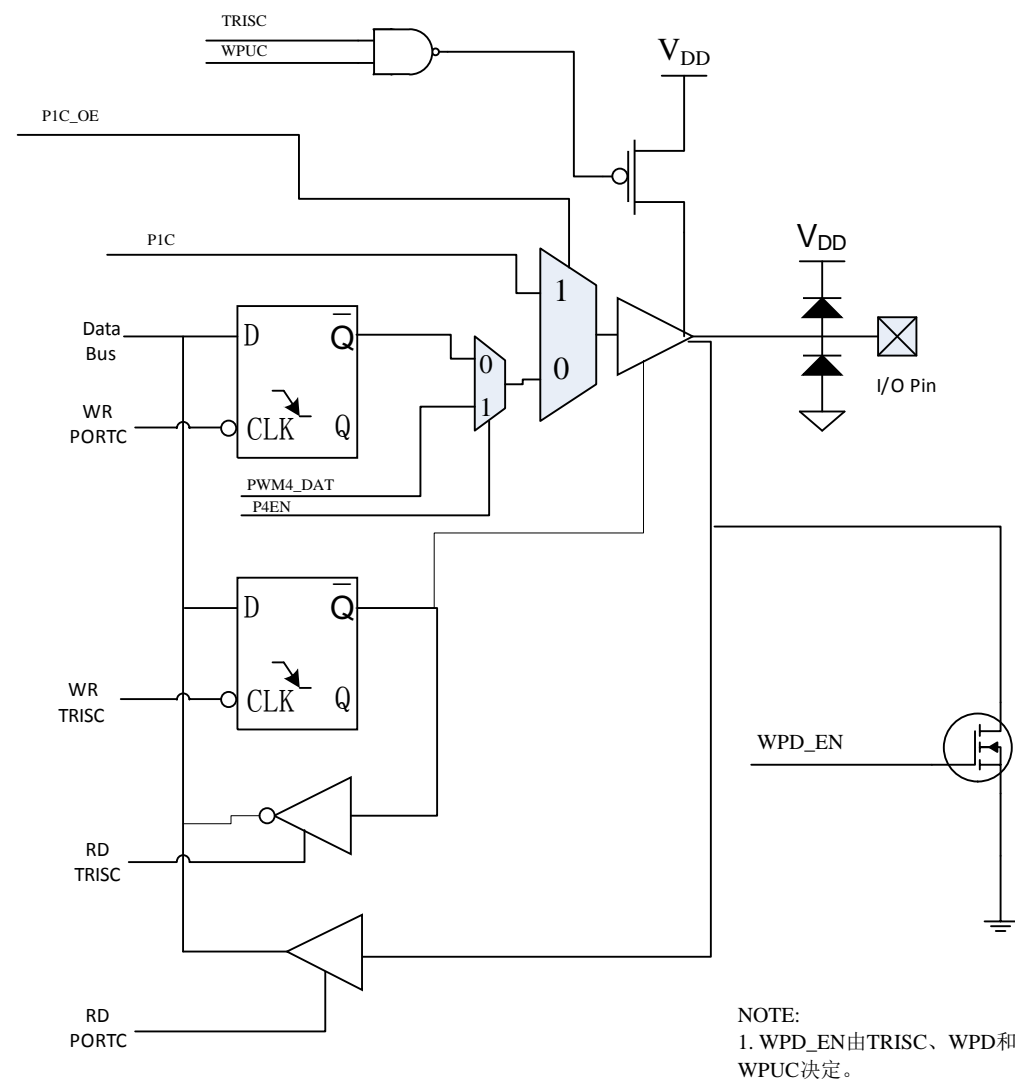 TRISC
WPUC
V_DD
P1C_OE
P1C
V_DD
1
Data
Bus
D
Q̅
0
0
I/O Pin
WR
PORTC
CLK
Q
1
PWM4_DAT
P4EN
D
Q̅
WR
TRISC
CLK
Q
WPD_EN
RD
TRISC
RD
PORTC
NOTE:
1. WPD_EN由TRISC、WPD和
WPUC决定。